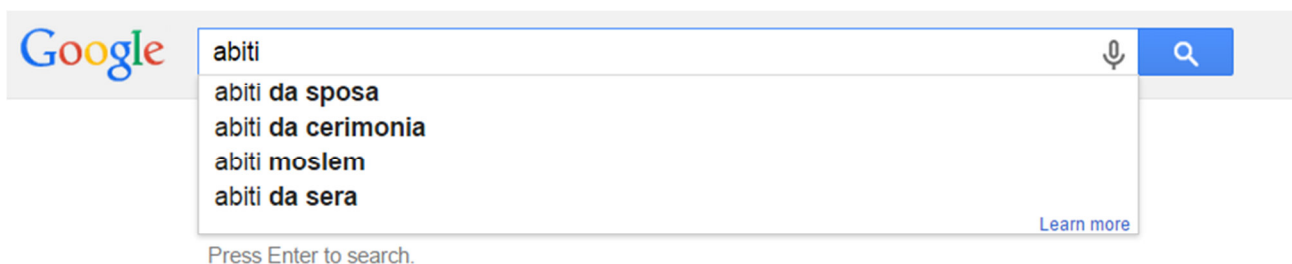 Google
abiti
abiti da sposa
abiti da cerimonia
abiti moslem
abiti da sera
Learn more
Press Enter to search.